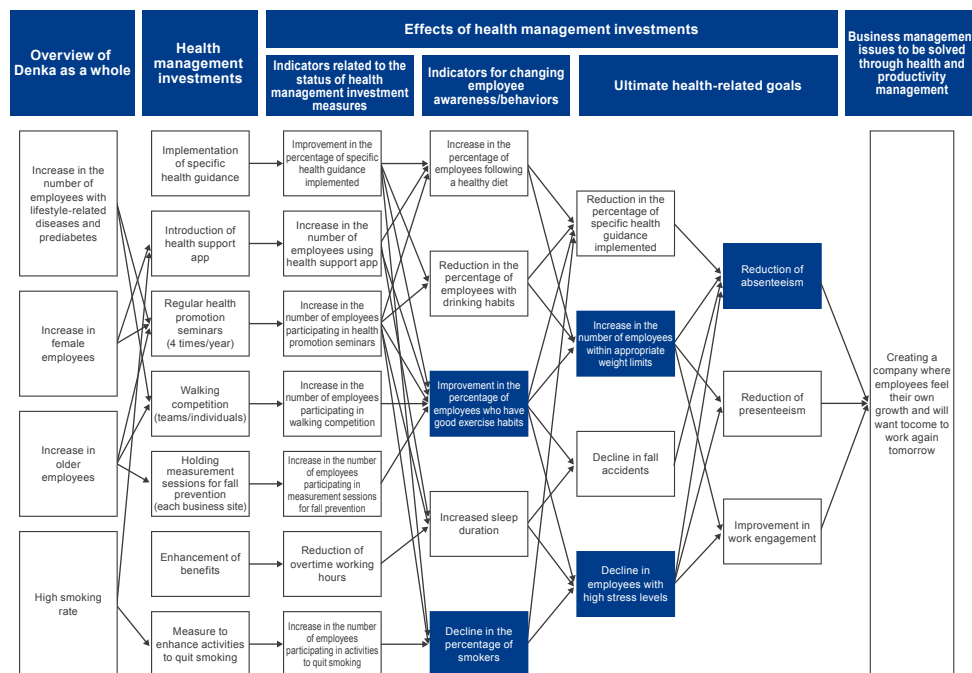 Overview of
Denka as a whole
Health
management
investments
Effects of health management investments
Indicators related to the
status of health
management investment
measures
Indicators for changing
employee
awareness/behaviors
Ultimate health-related goals
Business managemen
issues to be solved
through health and
productivity
management
Increase in the
number of
employees with
lifestyle-related
diseases and
prediabetes
Increase in
female employees
Increase in
older employees
High smoking
rate
Implementation
of specific
health guidance
Introduction of
health support
app
Regular health
promotion
seminars
(4 times/year)
Walking
competition
(teams/individuals)
Holding
measurement
sessions for fall
prevention
(each business site)
Enhancement of
benefits
Measure to
enhance activities
to quit smoking
Improvement in the
percentage of specific
health guidance
implemented
Increase in the
number of
employees using
health support app
Increase in the
number of employees
participating in health
promotion seminars
Increase in the
number of employees
participating in
walking competition
Increase in the number
of employees
participating in
measurement sessions
for fall prevention
Reduction of
overtime working
hours
Increase in the number
of employees
participating in activities
to quit smoking
Increase in the
percentage of
employees following
a healthy diet
Reduction in the
percentage of
employees with
drinking habits
Improvement in the
percentage of
employees who have
good exercise habits
Increased sleep
duration
Decline in the
percentage of
smokers
Reduction in the
percentage of
specific health
guidance
implemented
Increase in the
number of employees
within appropriate
weight limits
Decline in fall
accidents
Decline in
employees with
high stress levels
Reduction of
absenteeism
Reduction of
presenteeism
Improvement in
work engagement
Creating a
company where
employees feel
their own
growth and will
want tocome to
work again
tomorrow